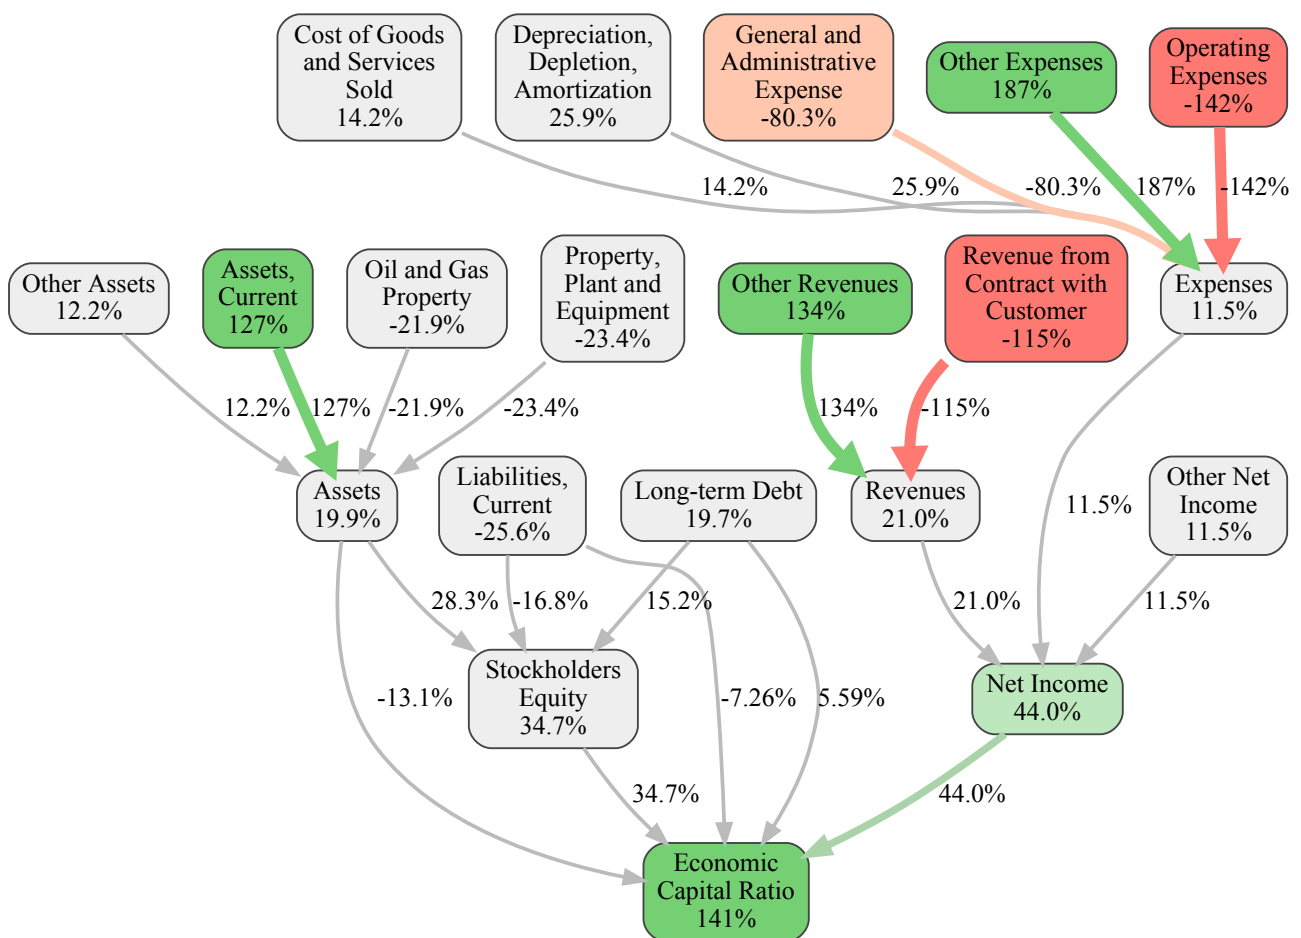 Cost of Goods
and Services
Sold
14.2%
Depreciation,
Depletion,
Amortization
25.9%
General and
Administrative
Expense
-80.3%
Other Expenses
187%
Operating
Expenses
-142%
14.2%
25.9%
-80.3%
187%
-142%
Other Assets
12.2%
Assets,
Current
127%
Oil and Gas
Property
-21.9%
Property,
Plant and
Equipment
-23.4%
Other Revenues
134%
Revenue from
Contract with
Customer
-115%
Expenses
11.5%
12.2%
127%
-21.9%
-23.4%
134%
-115%
Assets
19.9%
Liabilities,
Current
-25.6%
Long-term Debt
19.7%
Revenues
21.0%
11.5%
Other Net
Income
11.5%
28.3%
-16.8%
15.2%
21.0%
11.5%
Stockholders
Equity
34.7%
Net Income
44.0%
-13.1%
-7.26%
5.59%
34.7%
44.0%
Economic
Capital Ratio
141%